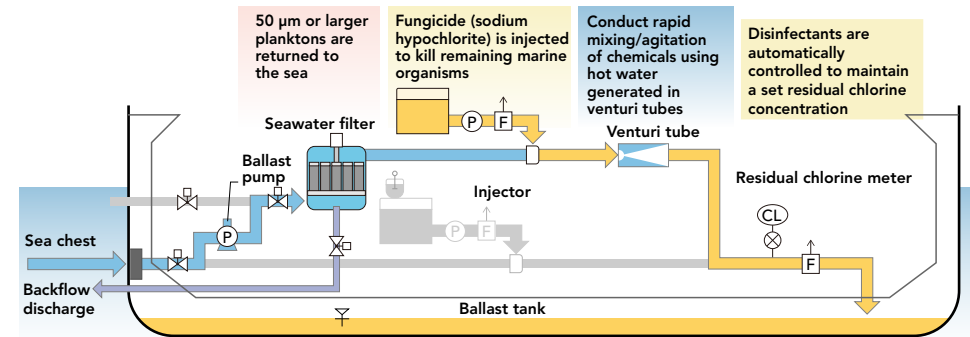 50 µm or larger
planktons are
returned to
the sea
Fungicide (sodium
hypochlorite) is injected
to kill remaining marine
organisms
Conduct rapid
mixing/agitation
of chemicals using
hot water
generated in
venturi tubes
Disinfectants are
automatically
controlled to maintain
a set residual chlorine
concentration
Seawater filter
P
F
Venturi tube
Ballast
pump
Injector
Residual chlorine meter
CL
P
P
F
F
Sea chest
Backflow
discharge
Ballast tank